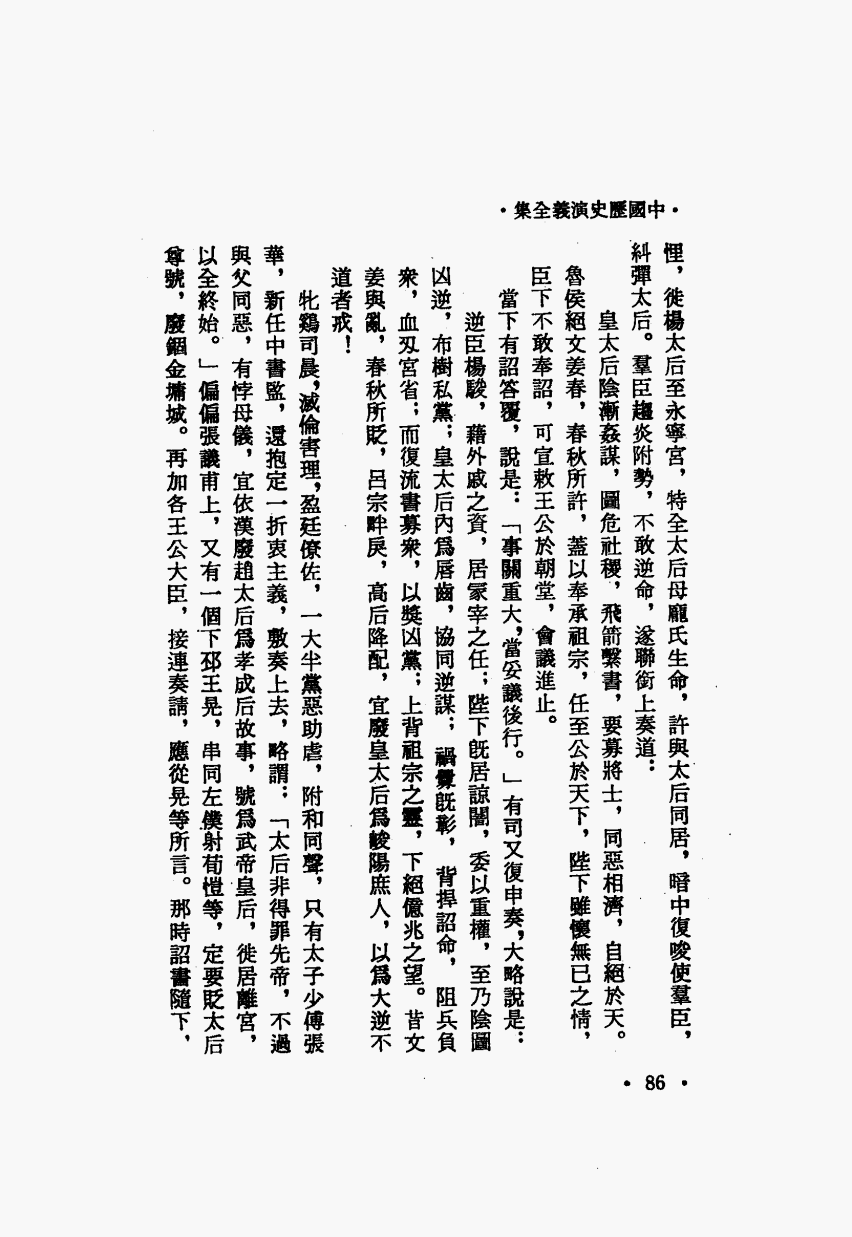 ・中國歷史演義全集・
悝，徙楊太后至永寧宮，特全太后母龐氏生命，許與太后同居，暗中復唆使羣臣，
糾彈太后。羣臣趨炎附勢，不敢逆命，遂聯銜上奏道：
皇太后陰漸姦謀，圖危社稷，飛箭繫書，要募將士，同惡相濟，自絕於天。
魯侯絕文姜春，春秋所許，蓋以奉承祖宗，任至公於天下，陛下雖懷無已之情，
臣下不敢奉詔，可宣敕王公於朝堂，會議進止。
當下有詔答覆，說是：「事關重大，當妥議後行。」有司又復申奏，大略說是：
逆臣楊駿，藉外戚之資，居冢宰之任；陛下旣居諒闇，委以重權，至乃陰圖
凶逆，布樹私黨；皇太后內爲唇齒，協同逆謀；禍釁旣彰，背捍詔命，阻兵負
衆，血刃宮省；而復流書募衆，以獎凶黨；上背祖宗之靈，下絕億兆之望。昔文
姜與亂，春秋所貶，呂宗畔戾，高后降配，宜廢皇太后爲峻陽庶人，以爲大逆不
道者戒！
牝鷄司晨，滅倫害理，盈廷僚佐，一大半黨惡助虐，附和同聲，只有太子少傅張
華，新任中書監，還抱定一折衷主義，敷奏上去，略謂：「太后非得罪先帝，不過
與父同惡，有悖母儀，宜依漢廢趙太后爲孝成后故事，號爲武帝皇后，徙居離宮，
以全終始。」偏偏張議甫上，又有一個下邳王晃，串同左僕射荀愷等，定要貶太后
尊號，廢錮金墉城。再加各王公大臣，接連奏請，應從晃等所言。那時詔書隨下，
・86・